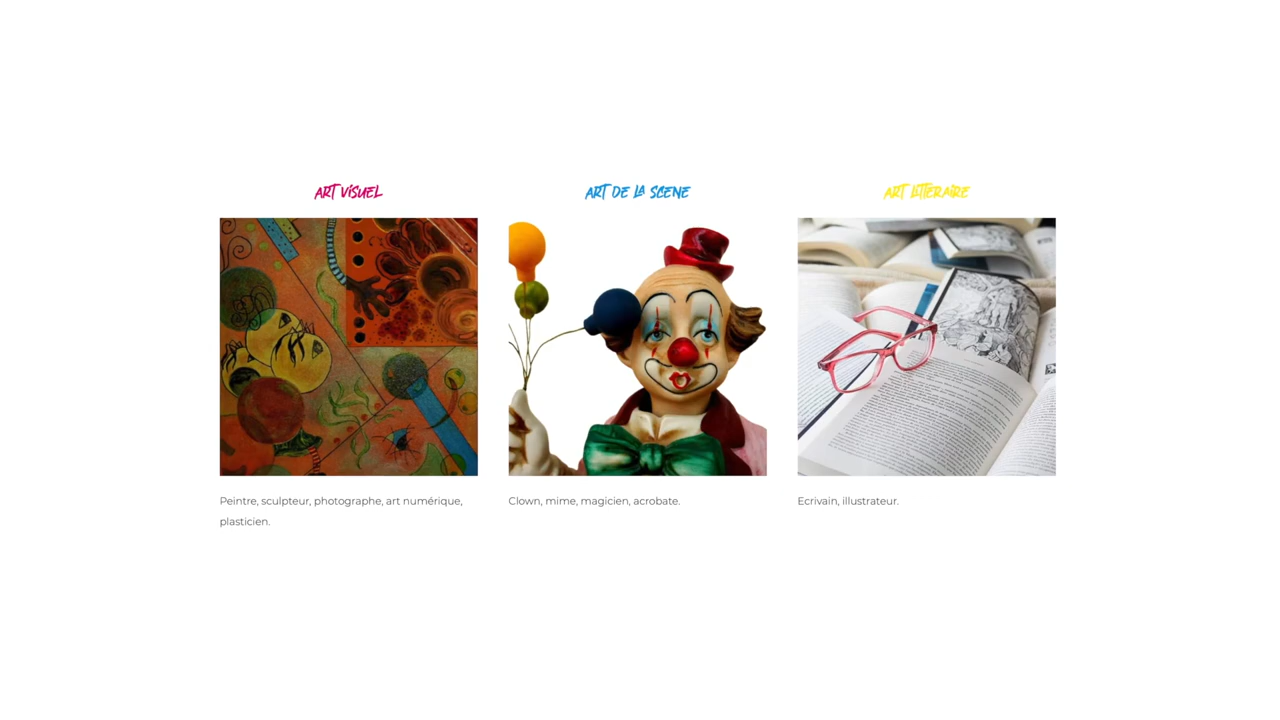 ART VISUEL
ART DE LA SCENE
ART LITTERAIRE
Peintre, sculpteur, photographe, art numérique,
plasticien.
Clown, mime, magicien, acrobate.
Ecrivain, illustrateur.